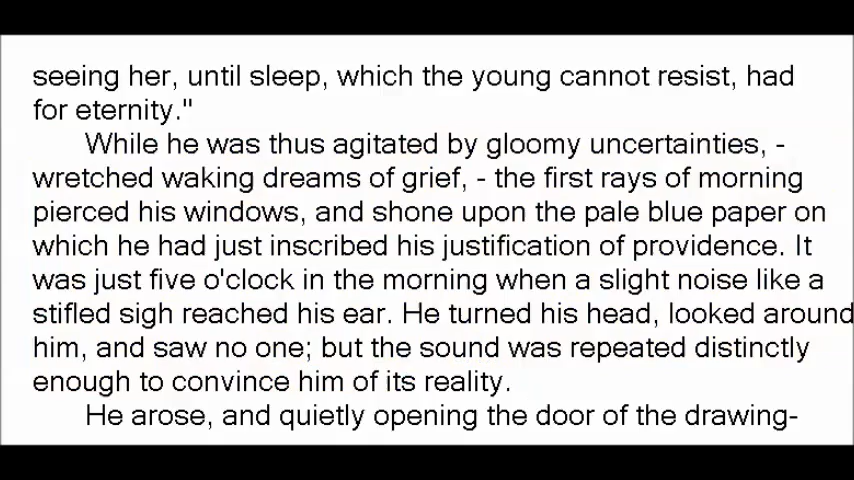 seeing her, until sleep, which the young cannot resist, had
for eternity."
While he was thus agitated by gloomy uncertainties, -
wretched waking dreams of grief, - the first rays of morning
pierced his windows, and shone upon the pale blue paper on
which he had just inscribed his justification of providence. It
was just five o'clock in the morning when a slight noise like a
stifled sigh reached his ear. He turned his head, looked around
him, and saw no one; but the sound was repeated distinctly
enough to convince him of its reality.
He arose, and quietly opening the door of the drawing-